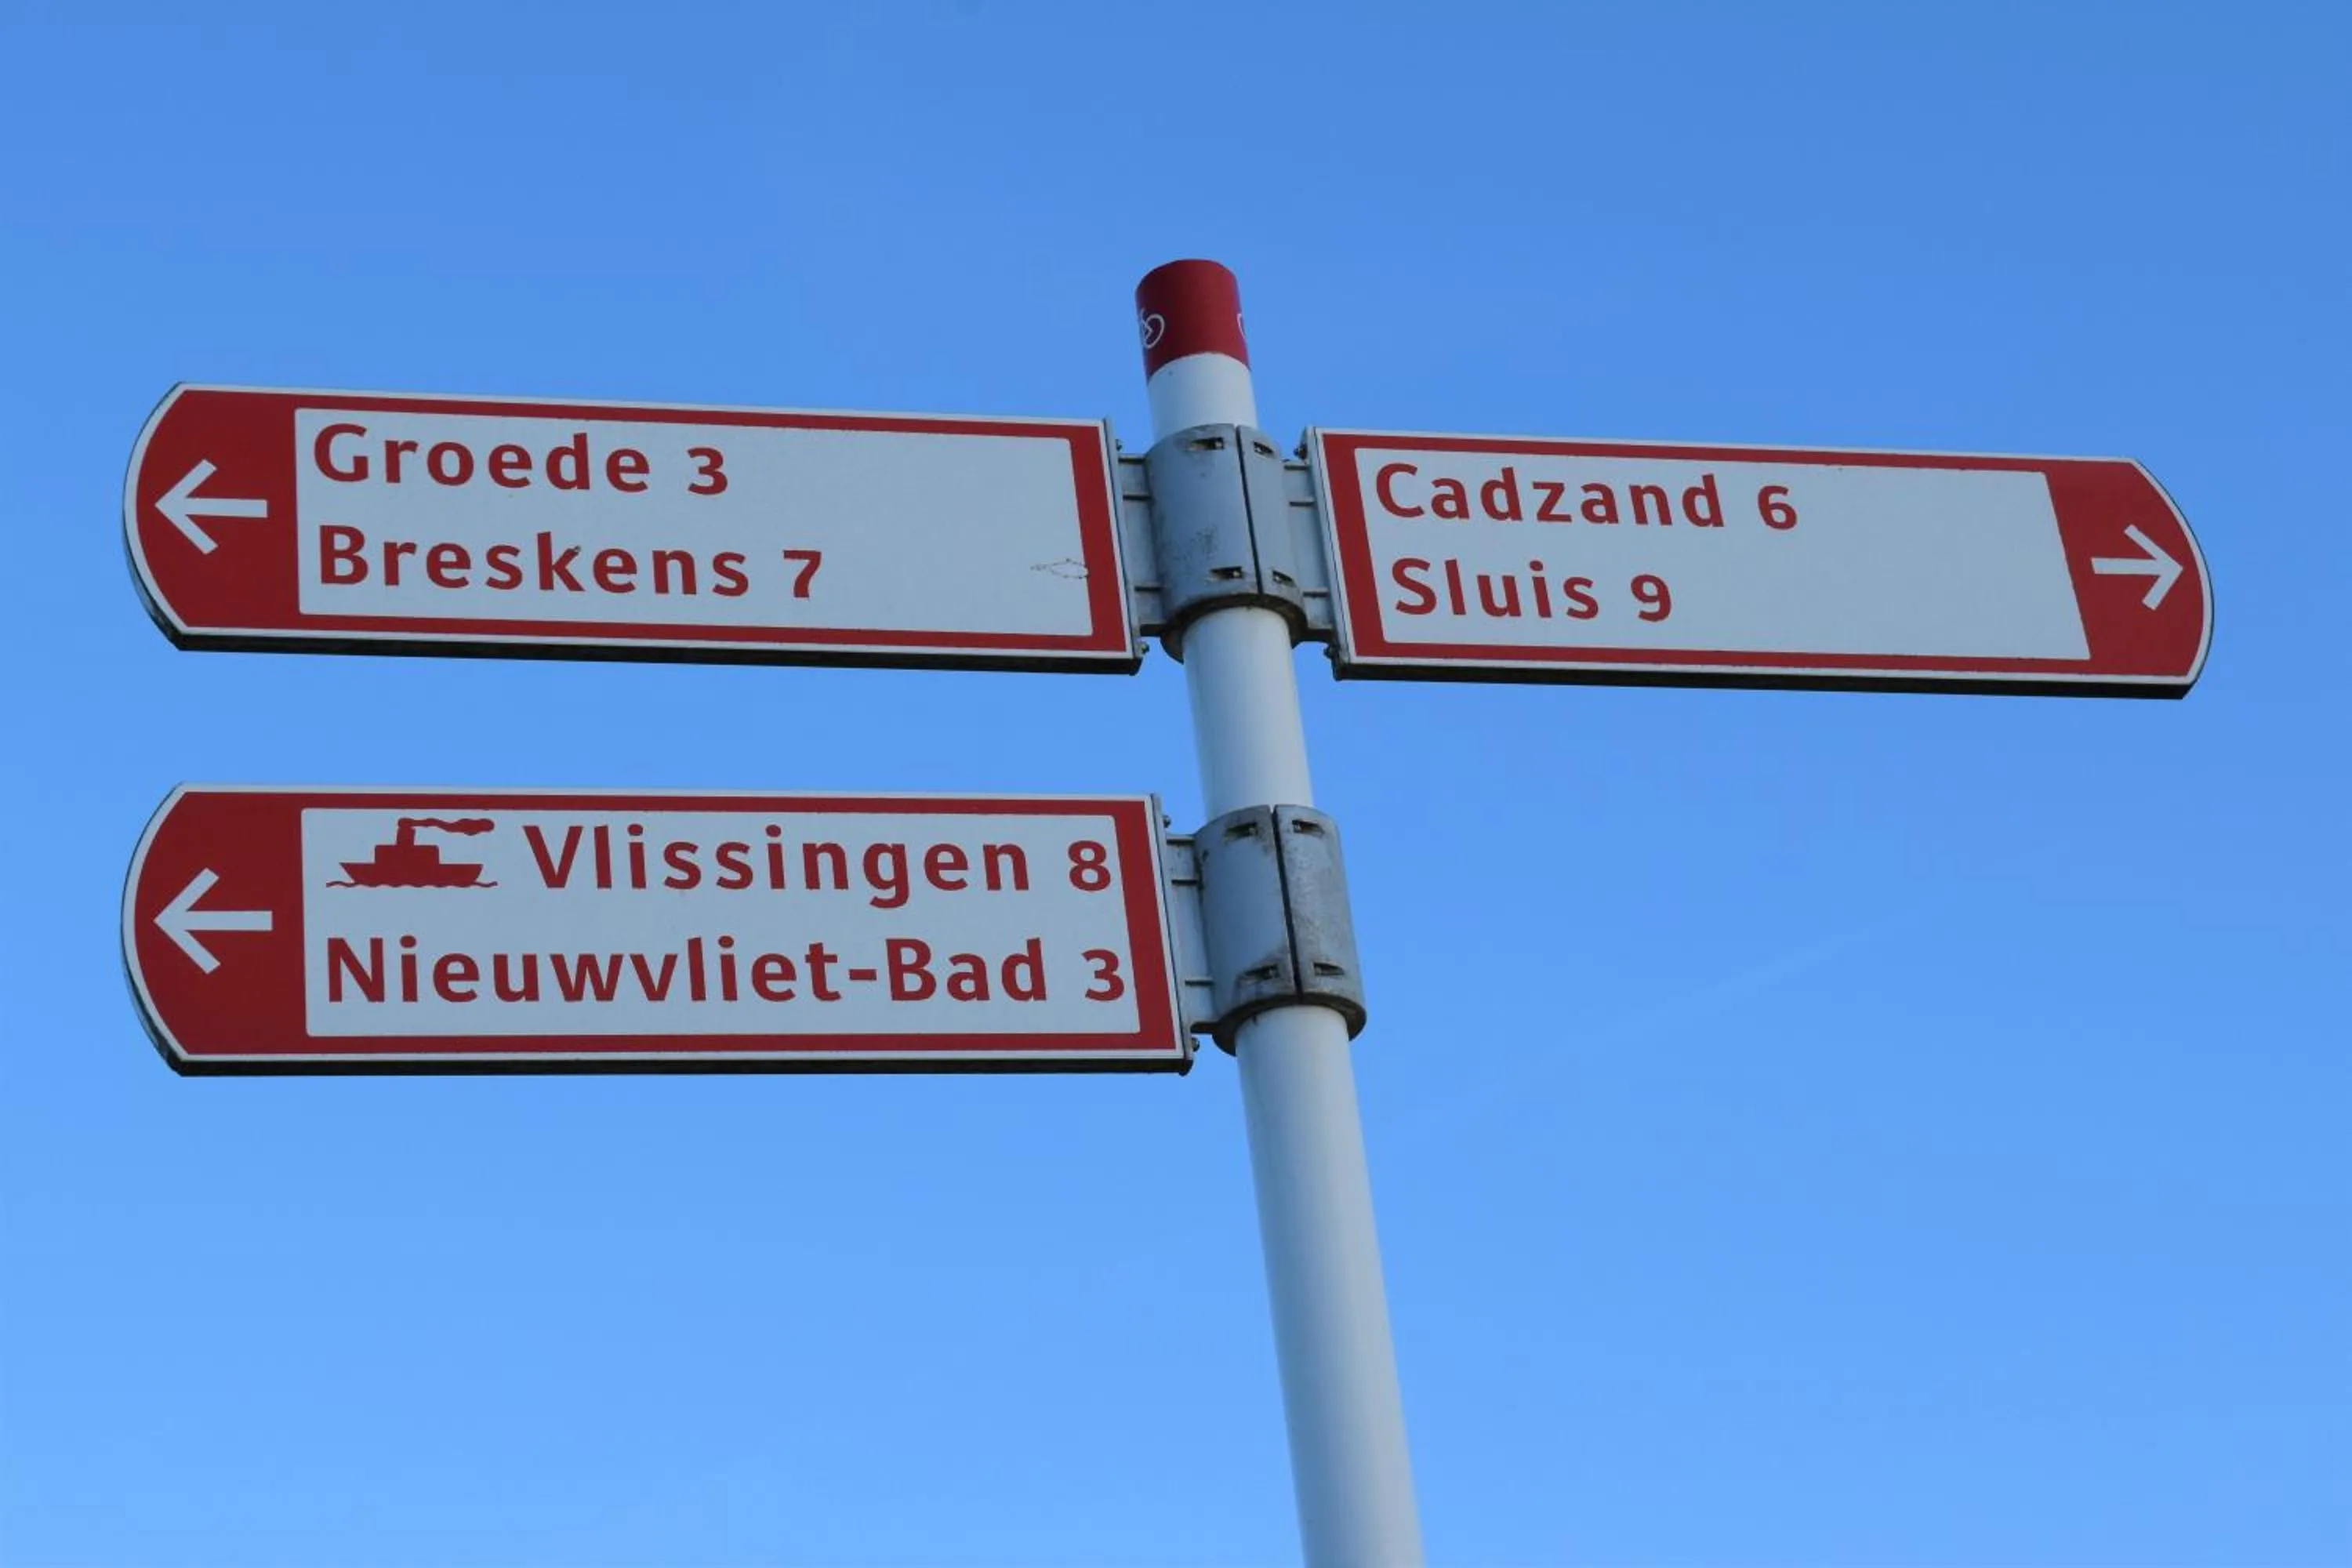 Groede 3
Breskens 7
Cadzand 6
Sluis 9
Vlissingen 8
Nieuwvliet-Bad 3